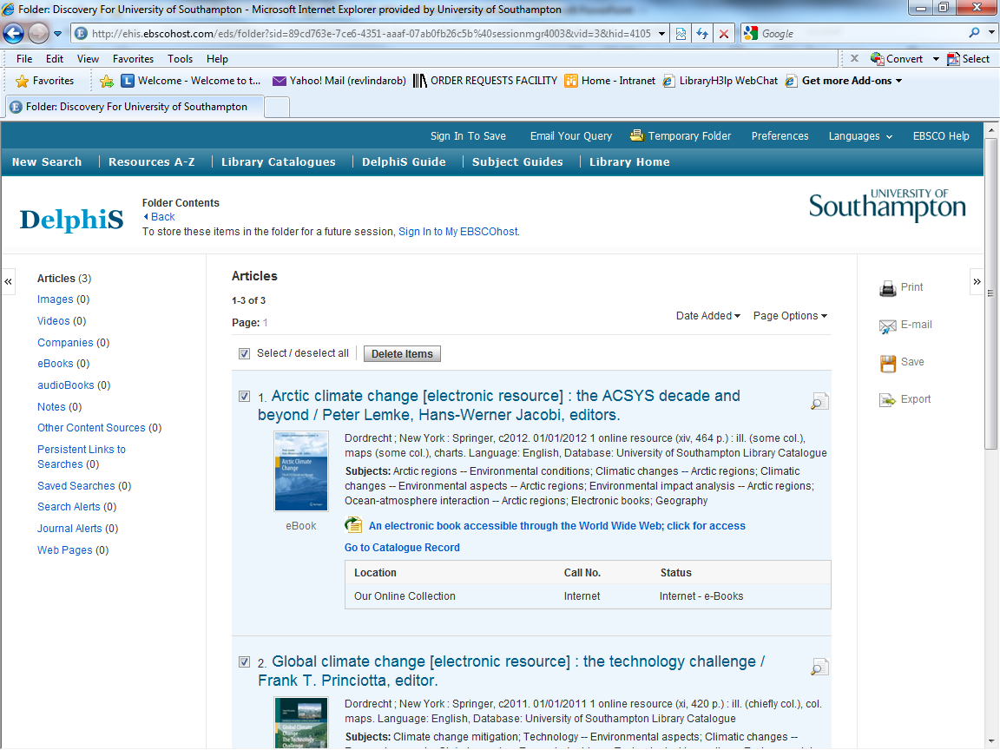 Folder: Discovery For University of Southampton - Microsoft Internet Explorer provided by University of Southampton
http://ehis.ebscohost.com/eds/folder?sid=89cd763e-7ce6-4351-aaaf-07ab0fb26c5b%40sessionmgr4003&vid=3&hid=4105
Google
File Edit View Favorites Tools Help
Convert Select
Favorites Welcome - Welcome to t... Yahoo! Mail (revlindarob) ORDER REQUESTS FACILITY Home - Intranet LibraryH3lp WebChat Get more Add-ons
Folder: Discovery For University of Southampton
Sign In To Save Email Your Query Temporary Folder Preferences Languages EBSCO Help
New Search Resources A-Z Library Catalogues DelphiS Guide Subject Guides Library Home
DelphiS
Folder Contents
Back
To store these items in the folder for a future session, Sign In to My EBSCOhost.
UNIVERSITY OF
Southampton
Articles (3)
Images (0)
Videos (0)
Companies (0)
eBooks (0)
audioBooks (0)
Notes (0)
Other Content Sources (0)
Persistent Links to
Searches (0)
Saved Searches (0)
Search Alerts (0)
Journal Alerts (0)
Web Pages (0)
Articles
1-3 of 3
Page: 1
Date Added Page Options
Select / deselect all Delete Items
1. Arctic climate change [electronic resource] : the ACSYS decade and
beyond / Peter Lemke, Hans-Werner Jacobi, editors.
Arctic Climate
Change
eBook
Dordrecht ; New York : Springer, c2012. 01/01/2012 1 online resource (xiv, 464 p.) : ill. (some col.),
maps (some col.), charts. Language: English, Database: University of Southampton Library Catalogue
Subjects: Arctic regions -- Environmental conditions; Climatic changes -- Arctic regions; Climatic
changes -- Environmental aspects -- Arctic regions; Environmental impact analysis -- Arctic regions;
Ocean-atmosphere interaction -- Arctic regions; Electronic books; Geography
An electronic book accessible through the World Wide Web; click for access
Go to Catalogue Record
Location Call No. Status
Our Online Collection Internet Internet - e-Books
2. Global climate change [electronic resource] : the technology challenge /
Frank T. Princiotta, editor.
Global Climate
Change -
The Technology
Challenge
Dordrecht ; New York : Springer, c2011. 01/01/2011 1 online resource (xi, 420 p.) : ill. (chiefly col.), col.
maps. Language: English, Database: University of Southampton Library Catalogue
Subjects: Climate change mitigation; Technology -- Environmental aspects; Climatic changes --
Print
E-mail
Save
Export